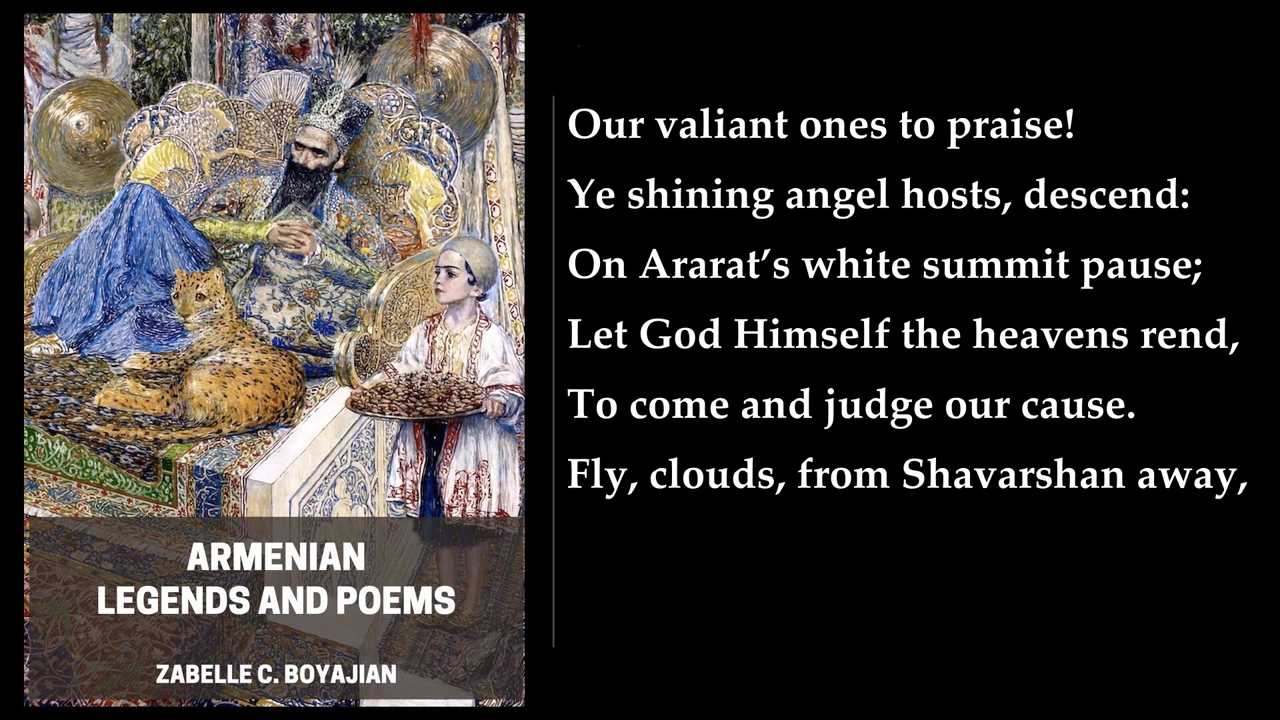 ARMENIAN
LEGENDS AND POEMS
ZABELLE C. BOYAJIAN
Our valiant ones to praise!
Ye shining angel hosts, descend:
On Ararat’s white summit pause;
Let God Himself the heavens rend,
To come and judge our cause.
Fly, clouds, from Shavarshan away,